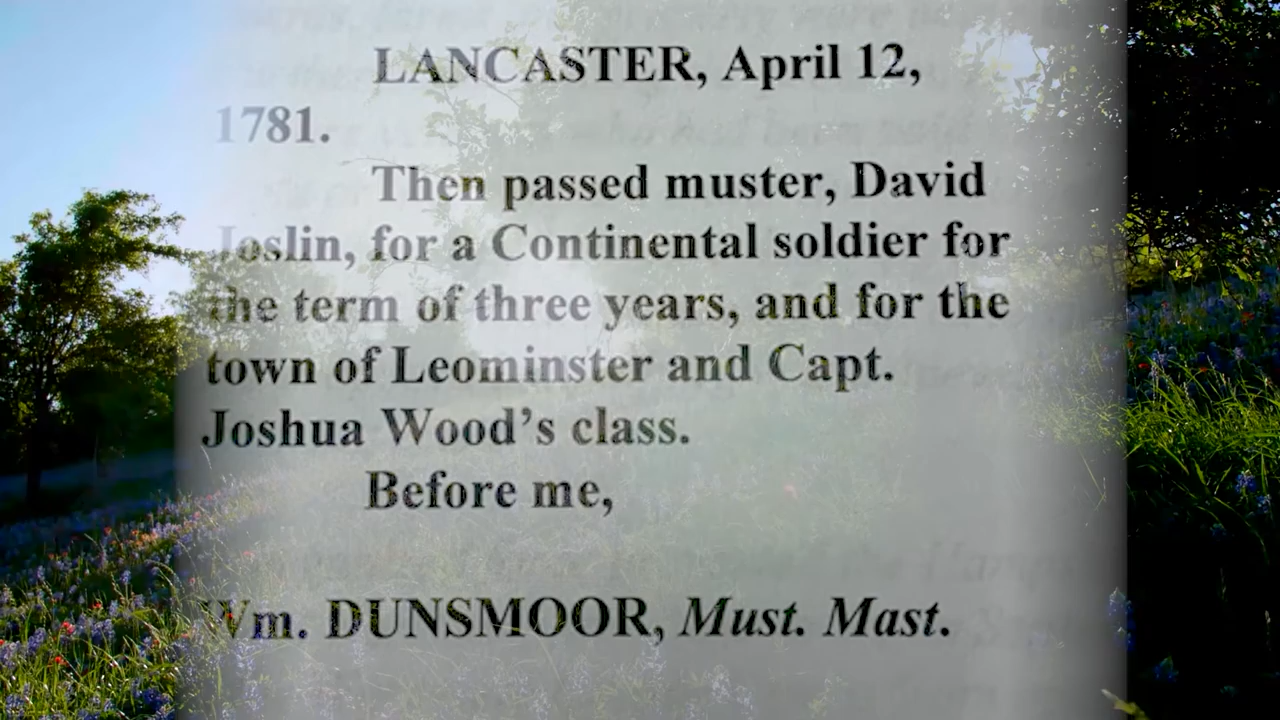 LANCASTER, April 12,
1781.
Then passed muster, David
Joslin, for a Continental soldier for
the term of three years, and for the
town of Leominster and Capt.
Joshua Wood's class.
Before me,
Wm. DUNSMOOR, Must. Mast.